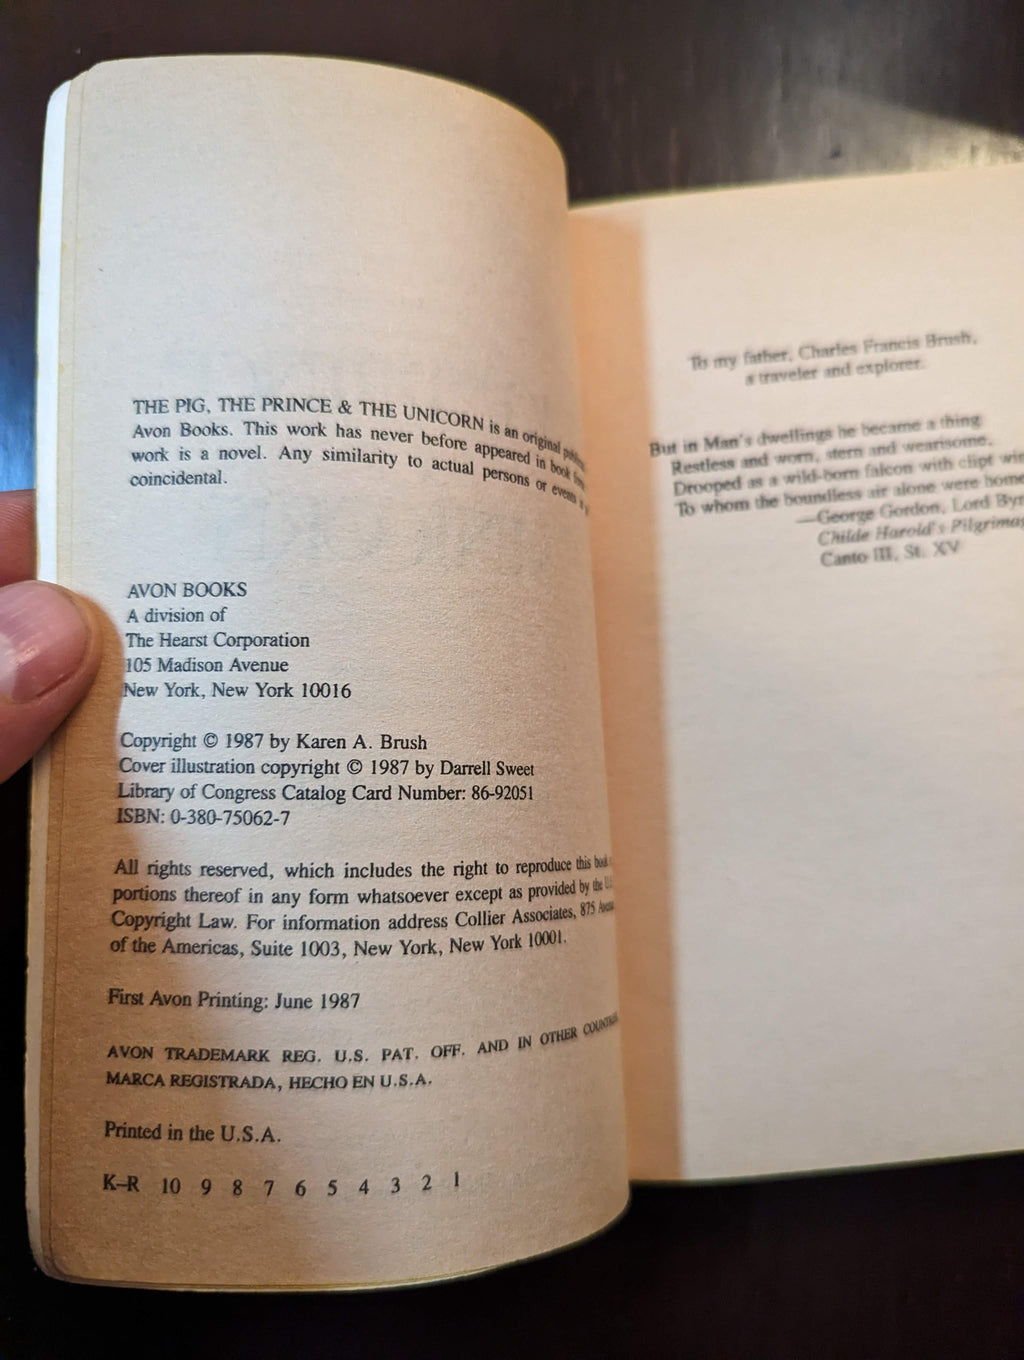 THE PIG, THE PRINCE & THE UNICORN is an original
Avon Books. This work has never before appeared in book form
work is a novel. Any similarity to actual persons or events
coincidental.
AVON BOOKS
A division of
The Hearst Corporation
105 Madison Avenue
New York, New York 10016
Copyright © 1987 by Karen A. Brush
Cover illustration copyright © 1987 by Darrell Sweet
Library of Congress Catalog Card Number: 86-92051
ISBN: 0-380-75062-7
All rights reserved, which includes the right to reproduce this book
portions thereof in any form whatsoever except as provided by the U.S.
Copyright Law. For information address Collier Associates, 875 Avenue
of the Americas, Suite 1003, New York, New York 10001.
First Avon Printing: June 1987
AVON TRADEMARK REG. U.S. PAT. OFF. AND IN OTHER COUNTRIES
MARCA REGISTRADA, HECHO EN U.S.A.
Printed in the U.S.A.
K–R 10 9 8 7 6 5 4 3 2 1
To my father, Charles Francis Brush,
a traveler and explorer.
But in Man's dwellings he became a thing
Restless and worn, stern and wearisome,
Drooped as a wild-born falcon with clipt
To whom the boundless air alone were
—George Gordon, Lord
Childe Harold's
Canto III, St. XV